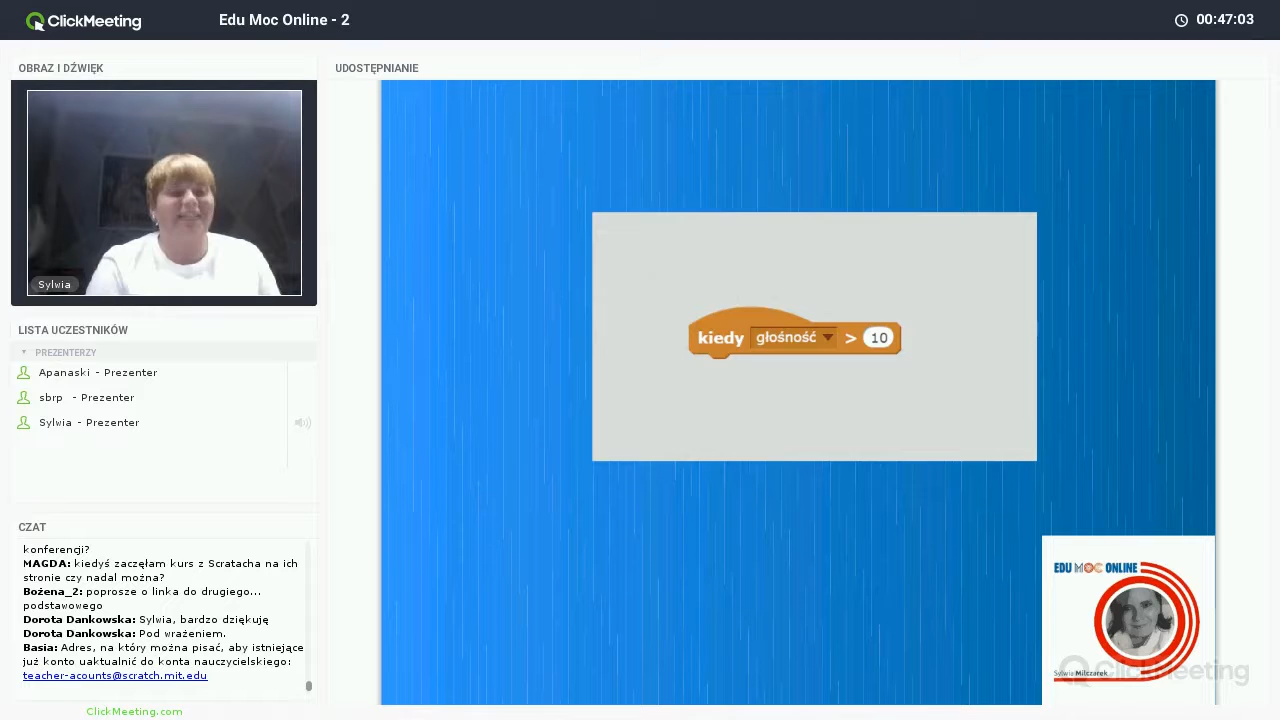 ClickMeeting
Edu Moc Online - 2
00:47:03
OBRAZ I DŹWIĘK
UDOSTĘPNIANIE
Sylwia
kiedy głośność > 10
LISTA UCZESTNIKÓW
PREZENTERZY
Apanaski - Prezenter
sbrp - Prezenter
Sylwia - Prezenter
CZAT
konferencji?
MAGDA: kiedyś zaczęłam kurs z Scratacha na ich
stronie czy nadal można?
Bożena_2: poprosze o linka do drugiego...
podstawowego
Dorota Dankowska: Sylwia, bardzo dziękuję
Dorota Dankowska: Pod wrażeniem.
Basia: Adres, na który można pisać, aby istniejące
już konto uaktualnić do konta nauczycielskiego:
teacher-acounts@scratch.mit.edu
EDU MOC ONLINE
Sylwia Milczarek
ClickMeeting
ClickMeeting.com